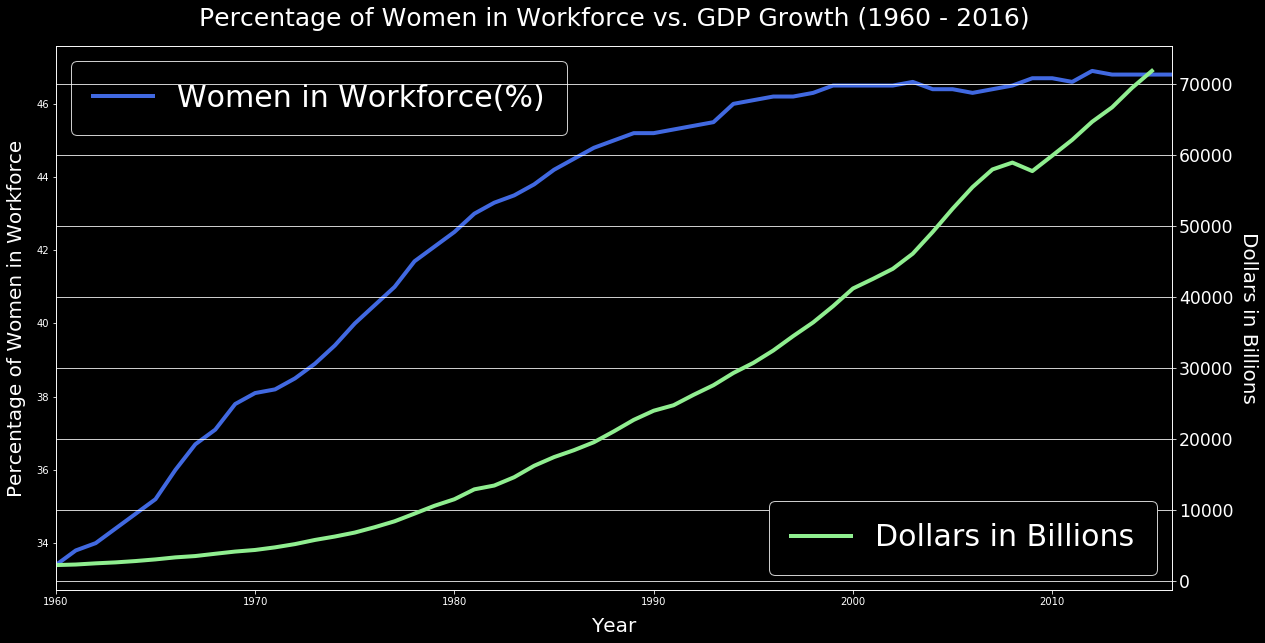 Percentage of Women in Workforce vs. GDP Growth (1960 - 2016)
Women in Workforce(%)
Percentage of Women in Workforce
46
44
42
40
38
36
34
70000
60000
50000
40000
30000
20000
10000
0
Dollars in Billions
Dollars in Billions
1960 1970 1980 1990 2000 2010
Year